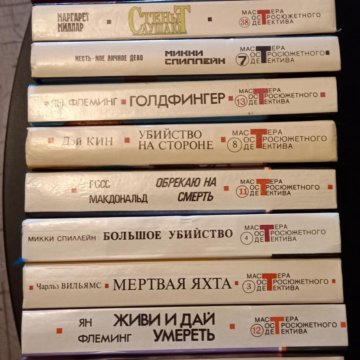 МАРГАРЕТ
МИЛЛАР
СТЕНЫ
СЛУШАЮТ
38
МАСТЕРА
ОСТРОСЮЖЕТНОГО
ДЕТЕКТИВА
МЕСТЬ-МОЕ ЛИЧНОЕ ДЕЛО
МИККИ
СПИЛЛЕЙН
7
МАСТЕРА
ОСТРОСЮЖЕТНОГО
ДЕТЕКТИВА
ЯН ФЛЕМИНГ
ГОЛДФИНГЕР
13
МАСТЕРА
ОСТРОСЮЖЕТНОГО
ДЕТЕКТИВА
Дэй КИН
УБИЙСТВО
НА СТОРОНЕ
8
МАСТЕРА
ОСТРОСЮЖЕТНОГО
ДЕТЕКТИВА
РОСС
МАКДОНАЛЬД
ОБРЕКАЮ НА
СМЕРТЬ
11
МАСТЕРА
ОСТРОСЮЖЕТНОГО
ДЕТЕКТИВА
МИККИ СПИЛЛЕЙН
БОЛЬШОЕ УБИЙСТВО
4
МАСТЕРА
ОСТРОСЮЖЕТНОГО
ДЕТЕКТИВА
Чарльз ВИЛЬЯМС
МЕРТВАЯ ЯХТА
3
МАСТЕРА
ОСТРОСЮЖЕТНОГО
ДЕТЕКТИВА
ЯН
ФЛЕМИНГ
ЖИВИ И ДАЙ
УМЕРЕТЬ
12
МАСТЕРА
ОСТРОСЮЖЕТНОГО
ДЕТЕКТИВА